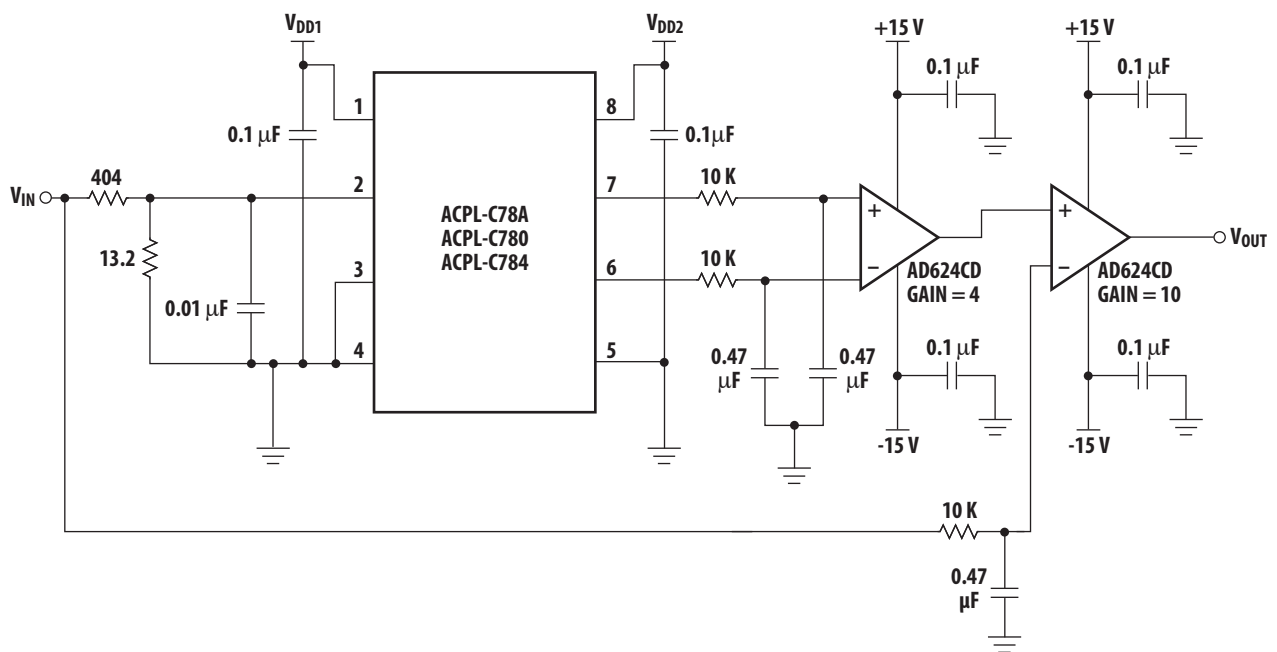 VDD1
VDD2
+15 V
+15 V
0.1 μF
0.1 μF
1
8
0.1 μF
0.1μF
404
2
7
10 K
VIN
ACPL-C78A
ACPL-C780
ACPL-C784
+
+
VOUT
13.2
3
6
10 K
−
−
AD624CD
GAIN = 4
AD624CD
GAIN = 10
0.01 μF
4
5
0.47
μF
0.47
μF
0.1 μF
0.1 μF
-15 V
-15 V
10 K
0.47
μF